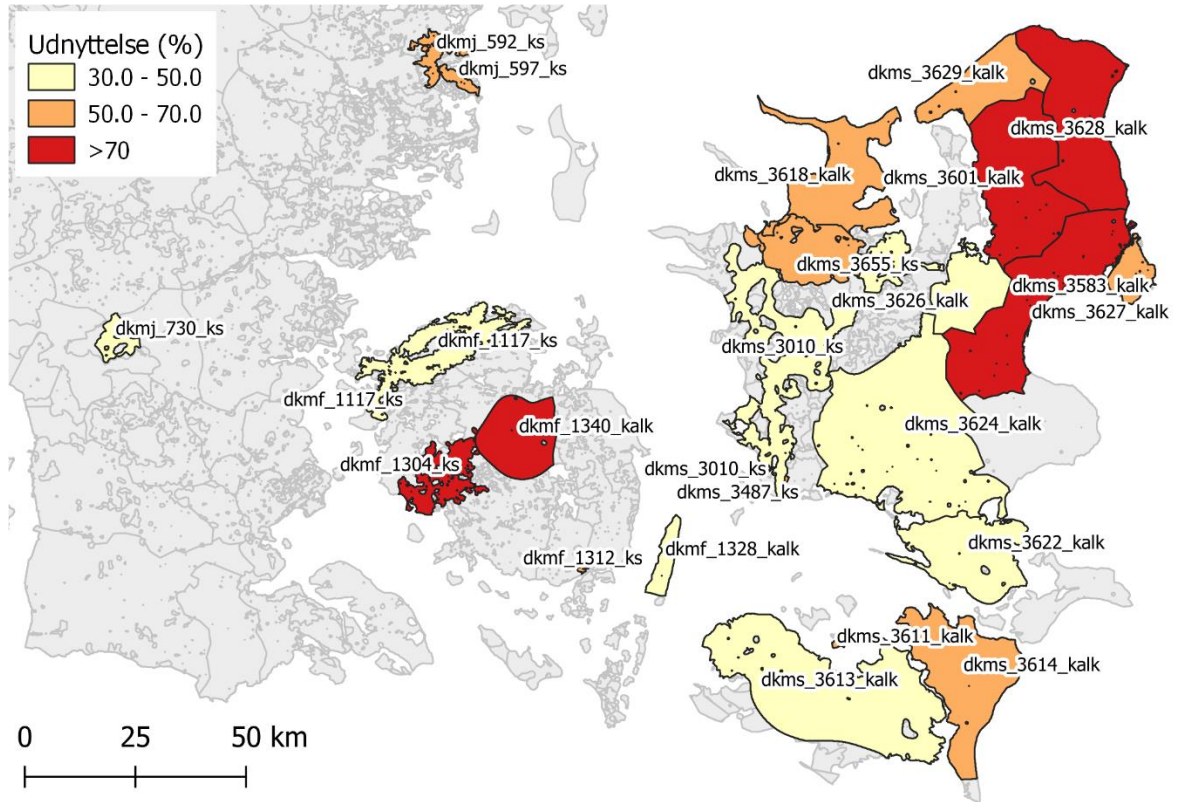 Udnyttelse (%)
30.0 - 50.0
50.0 - 70.0
>70
dkmj_592_ks
dkmj_597_ks
dkms_3629_kalk
dkms_3628_kalk
dkms_3618_kalk
dkms_3601_kalk
dkms_3655_ks
dkms_3583_kalk
dkms_3626_kalk
dkms_3627_kalk
dkmj_730_ks
dkmf_1117_ks
dkms_3010_ks
dkmf_1117_ks
dkmf_1340_kalk
dkms_3624_kalk
dkmf_1304_ks
dkms_3010_ks
dkms_3487_ks
dkmf_1312_ks
dkmf_1328_kalk
dkms_3622_kalk
dkms_3611_kalk
dkms_3614_kalk
dkms_3613_kalk
0 25 50 km